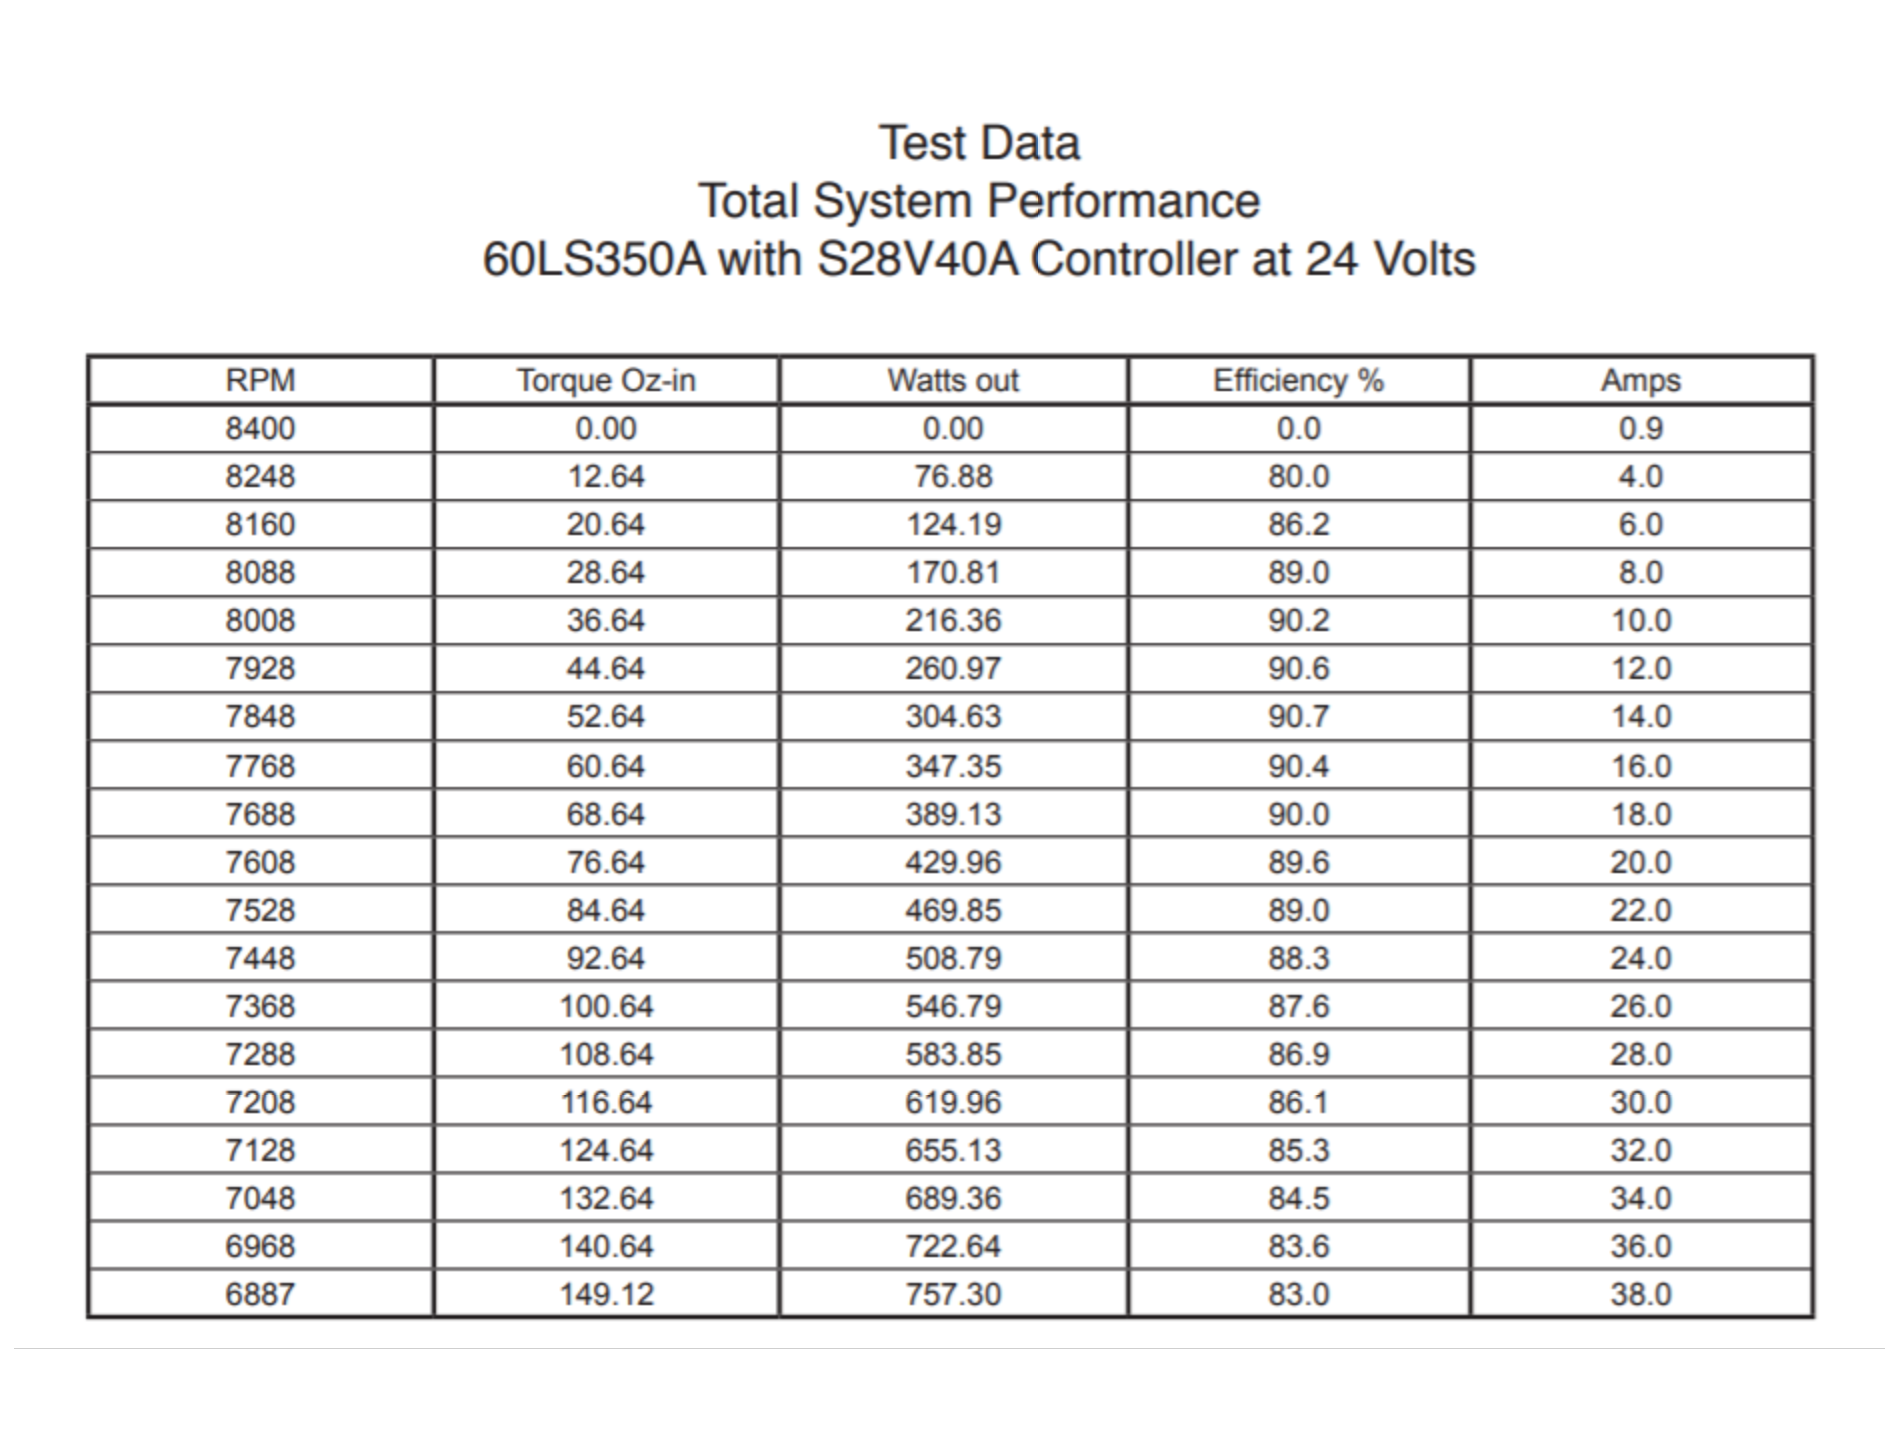 Test Data
Total System Performance
60LS350A with S28V40A Controller at 24 Volts
RPM Torque Oz-in Watts out Efficiency % Amps
8400 0.00 0.00 0.0 0.9
8248 12.64 76.88 80.0 4.0
8160 20.64 124.19 86.2 6.0
8088 28.64 170.81 89.0 8.0
8008 36.64 216.36 90.2 10.0
7928 44.64 260.97 90.6 12.0
7848 52.64 304.63 90.7 14.0
7768 60.64 347.35 90.4 16.0
7688 68.64 389.13 90.0 18.0
7608 76.64 429.96 89.6 20.0
7528 84.64 469.85 89.0 22.0
7448 92.64 508.79 88.3 24.0
7368 100.64 546.79 87.6 26.0
7288 108.64 583.85 86.9 28.0
7208 116.64 619.96 86.1 30.0
7128 124.64 655.13 85.3 32.0
7048 132.64 689.36 84.5 34.0
6968 140.64 722.64 83.6 36.0
6887 149.12 757.30 83.0 38.0